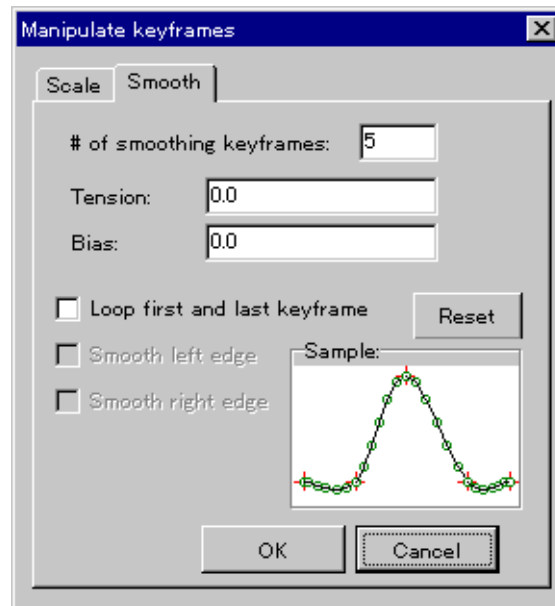 Manipulate keyframes
Scale Smooth
# of smoothing keyframes: 5
Tension: 0.0
Bias: 0.0
Loop first and last keyframe Reset
Smooth left edge Sample:
Smooth right edge
OK Cancel